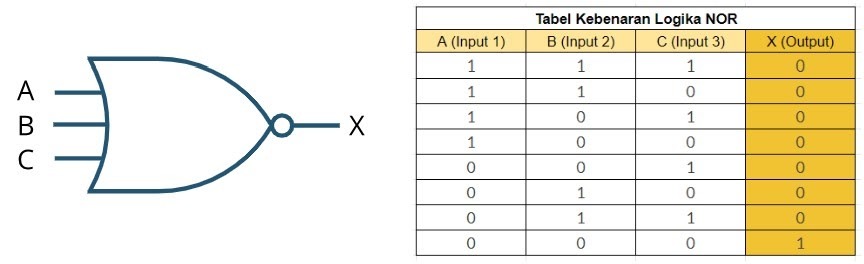 A
B
C
X
Tabel Kebenaran Logika NOR
A (Input 1) B (Input 2) C (Input 3) X (Output)
1 1 1 0
1 1 0 0
1 0 1 0
1 0 0 0
0 0 1 0
0 1 0 0
0 1 1 0
0 0 0 1